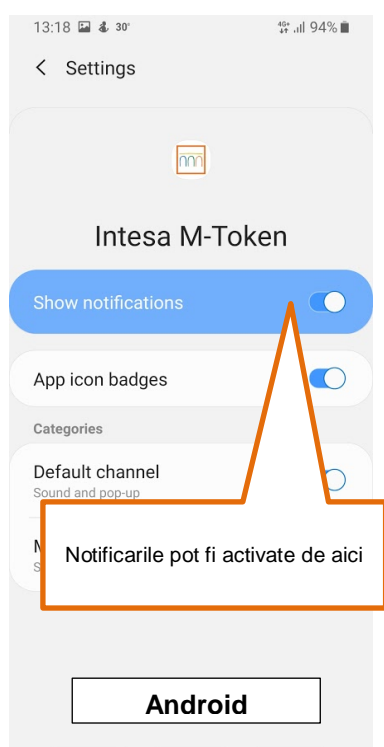 13:18 30°
4G+ 94%
Settings
Intesa M-Token
Show notifications
App icon badges
Categories
Default channel
Sound and pop-up
Notificarile pot fi activate de aici
Android